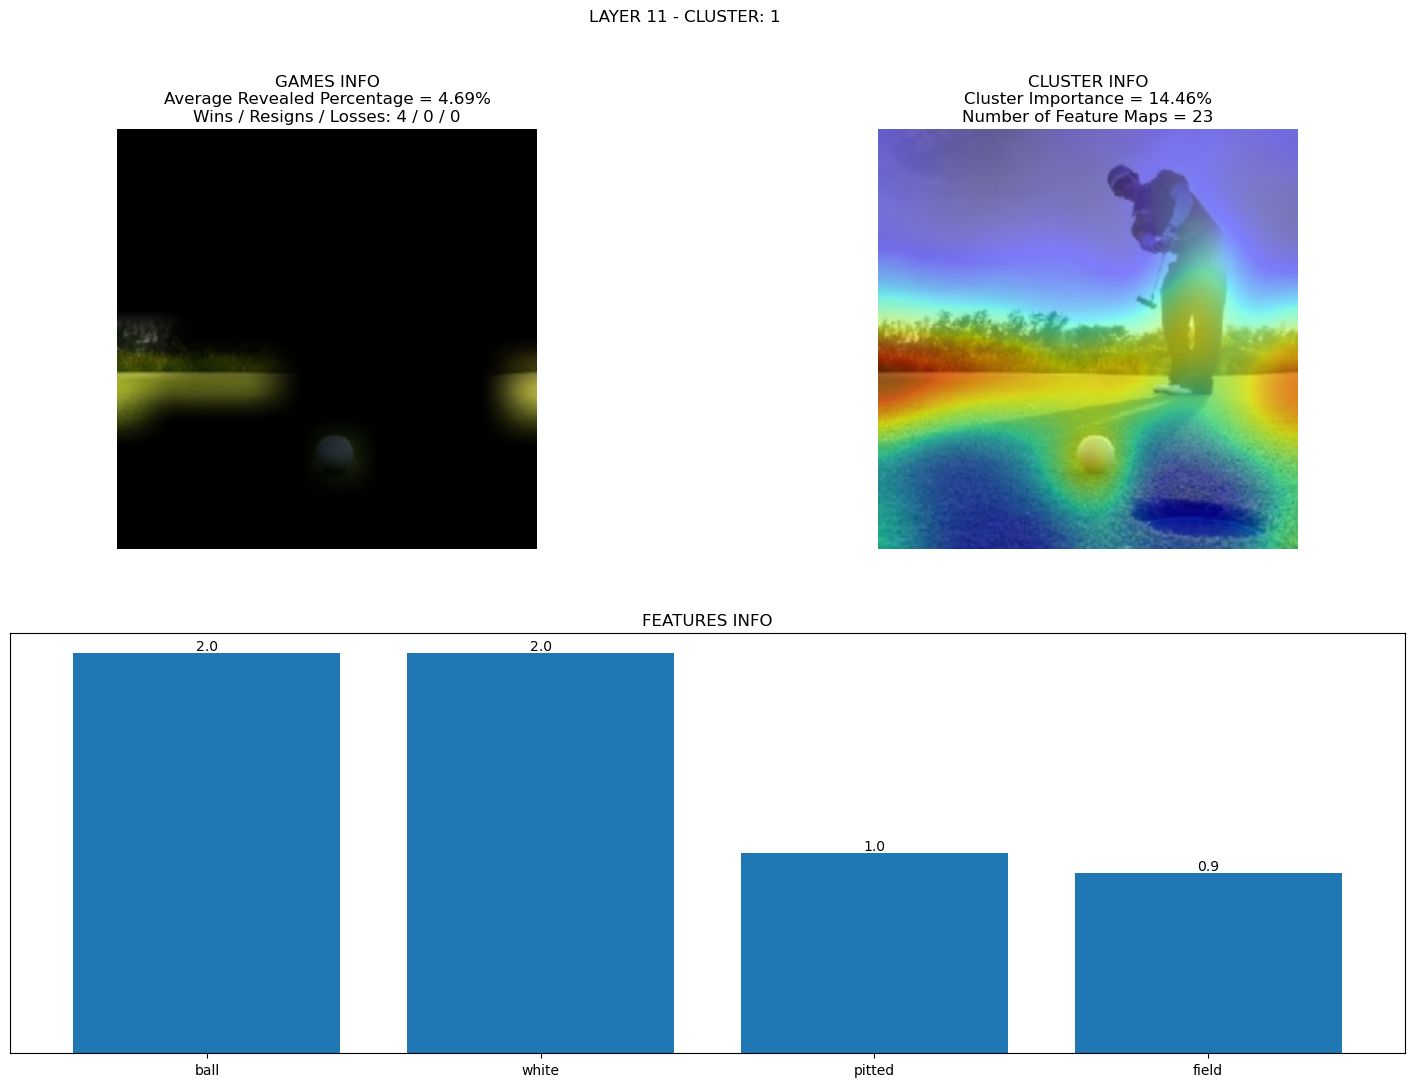 LAYER 11 - CLUSTER: 1
GAMES INFO
Average Revealed Percentage = 4.69%
Wins / Resigns / Losses: 4 / 0 / 0
CLUSTER INFO
Cluster Importance = 14.46%
Number of Feature Maps = 23
FEATURES INFO
2.0
2.0
1.0
0.9
ball
white
pitted
field